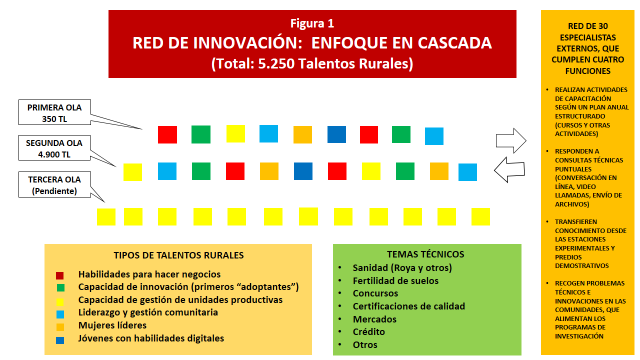 Figura 1
RED DE INNOVACIÓN:  ENFOQUE EN CASCADA
(Total: 5.250 Talentos Rurales)
PRIMERA OLA
350 TL
SEGUNDA OLA
4.900 TL
TERCERA OLA
(Pendiente)
TIPOS DE TALENTOS RURALES
Habilidades para hacer negocios
Capacidad de innovación (primeros “adoptantes”)
Capacidad de gestión de unidades productivas
Liderazgo y gestión comunitaria
Mujeres líderes
Jóvenes con habilidades digitales
TEMAS TÉCNICOS
• Sanidad (Roya y otros)
• Fertilidad de suelos
• Concursos
• Certificaciones de calidad
• Mercados
• Crédito
• Otros
RED DE 30
ESPECIALISTAS
EXTERNOS, QUE
CUMPLEN CUATRO
FUNCIONES
• REALIZAN ACTIVIDADES
DE CAPACITACIÓN
SEGÚN UN PLAN ANUAL
ESTRUCTURADO
(CURSOS Y OTRAS
ACTIVIDADES)
• RESPONDEN A
CONSULTAS TÉCNICAS
PUNTUALES
(CONVERSACIÓN EN
LÍNEA, VIDEO
LLAMADAS, ENVÍO DE
ARCHIVOS)
• TRANSFIEREN
CONOCIMIENTO DESDE
LAS ESTACIONES
EXPERIMENTALES Y
PREDIOS
DEMOSTRATIVOS
• RECOGEN PROBLEMAS
TÉCNICOS E
INNOVACIONES EN LAS
COMUNIDADES, QUE
ALIMENTAN LOS
PROGRAMAS DE
INVESTIGACIÓN